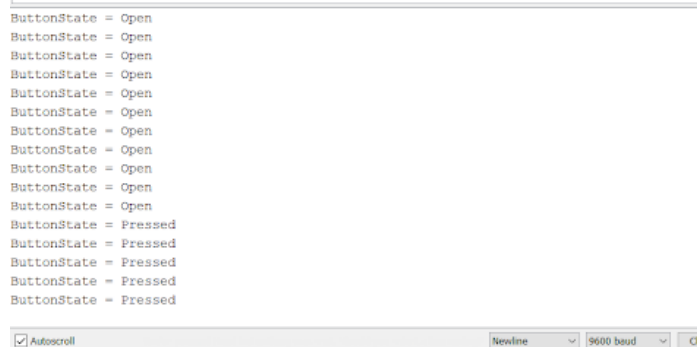 ButtonState = Open
ButtonState = Open
ButtonState = Open
ButtonState = Open
ButtonState = Open
ButtonState = Open
ButtonState = Open
ButtonState = Open
ButtonState = Open
ButtonState = Open
ButtonState = Open
ButtonState = Pressed
ButtonState = Pressed
ButtonState = Pressed
ButtonState = Pressed
ButtonState = Pressed
Autoscroll Newline 9600 baud